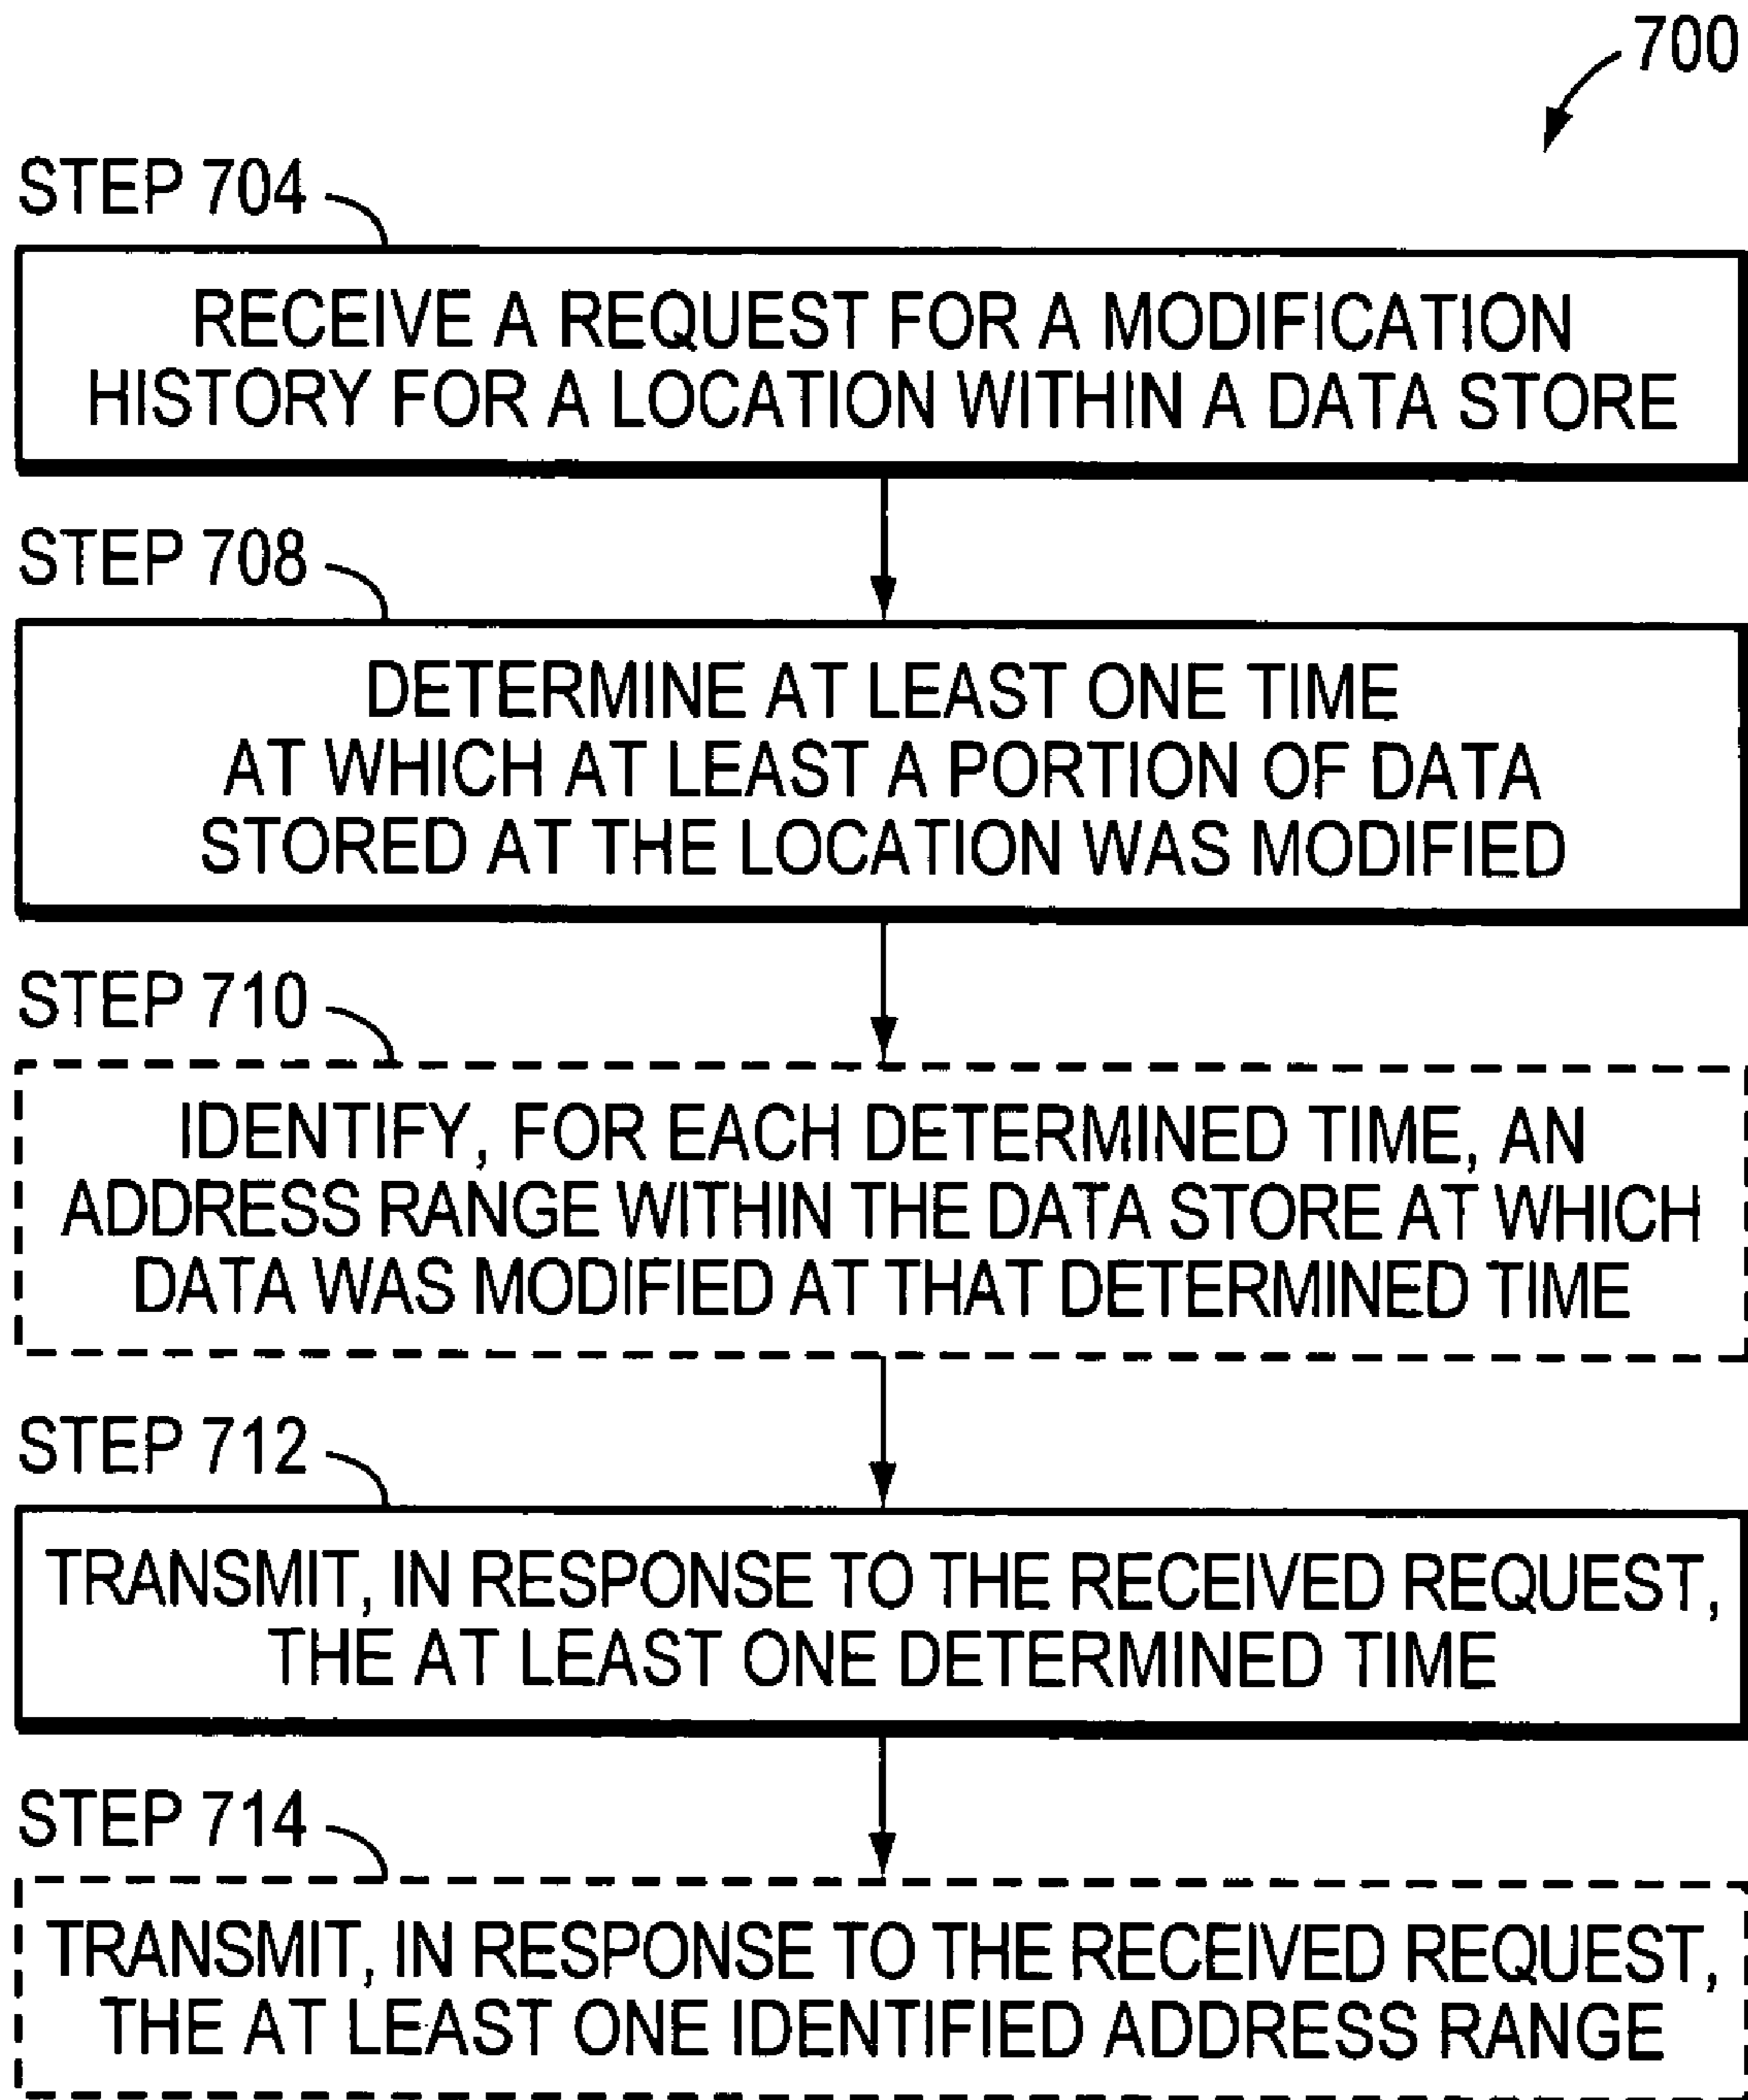 700
STEP 704
RECEIVE A REQUEST FOR A MODIFICATION
HISTORY FOR A LOCATION WITHIN A DATA STORE
STEP 708
DETERMINE AT LEAST ONE TIME
AT WHICH AT LEAST A PORTION OF DATA
STORED AT THE LOCATION WAS MODIFIED
STEP 710
IDENTIFY, FOR EACH DETERMINED TIME, AN
ADDRESS RANGE WITHIN THE DATA STORE AT WHICH
DATA WAS MODIFIED AT THAT DETERMINED TIME
STEP 712
TRANSMIT, IN RESPONSE TO THE RECEIVED REQUEST,
THE AT LEAST ONE DETERMINED TIME
STEP 714
TRANSMIT, IN RESPONSE TO THE RECEIVED REQUEST,
THE AT LEAST ONE IDENTIFIED ADDRESS RANGE